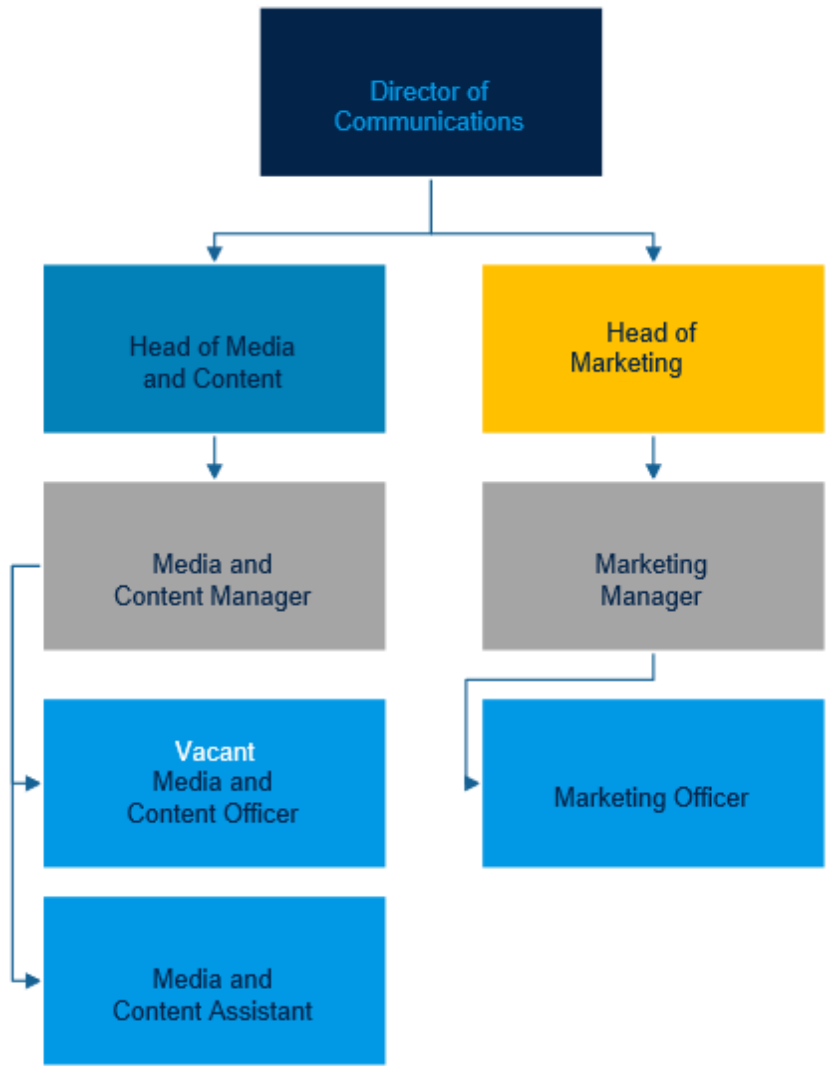 Director of
Communications
Head of Media
and Content
Head of
Marketing
Media and
Content Manager
Marketing
Manager
Vacant
Media and
Content Officer
Marketing Officer
Media and
Content Assistant